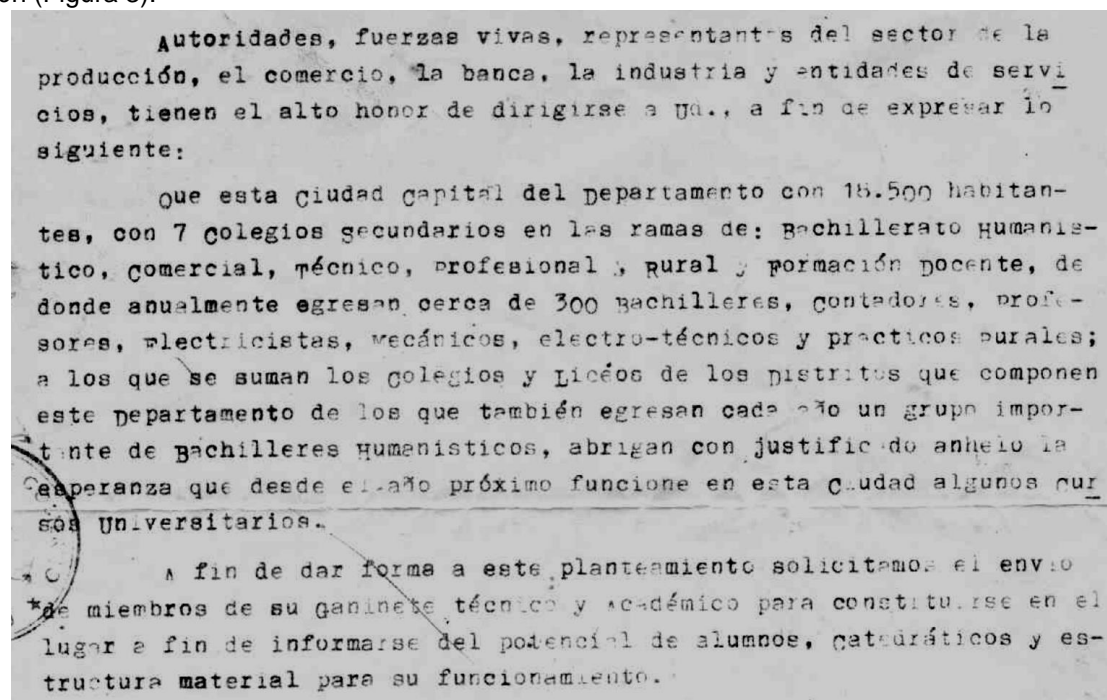 Autoridades, fuerzas vivas, representantes del sector de la
producción, el comercio, la banca, la industria y entidades de servi
cios, tienen el alto honor de dirigirse a Ud., a fin de expresar lo
siguiente:
Que esta Ciudad Capital del Departamento con 18.500 habitan-
tes, con 7 Colegios Secundarios en las ramas de: Bachillerato Humanis-
tico, Comercial, Técnico, Profesional y Rural y Formación Docente, de
donde anualmente egresan cerca de 300 Bachilleres, Contadores, Profe-
sores, Electricistas, Mecánicos, electro-técnicos y practicos Rurales;
a los que se suman los Colegios y Licéos de los Distritos que componen
este Departamento de los que también egresan cada año un grupo impor-
tante de Bachilleres Humanisticos, abrigan con justificado anhelo la
esperanza que desde el año próximo funcione en esta Ciudad algunos Cur
sos Universitarios.
A fin de dar forma a este planteamiento solicitamos el envio
de miembros de su Ganinete técnico y Académico para constituirse en el
lugar a fin de informarse del potencial de alumnos, Catedráticos y es-
tructura material para su funcionamiento.